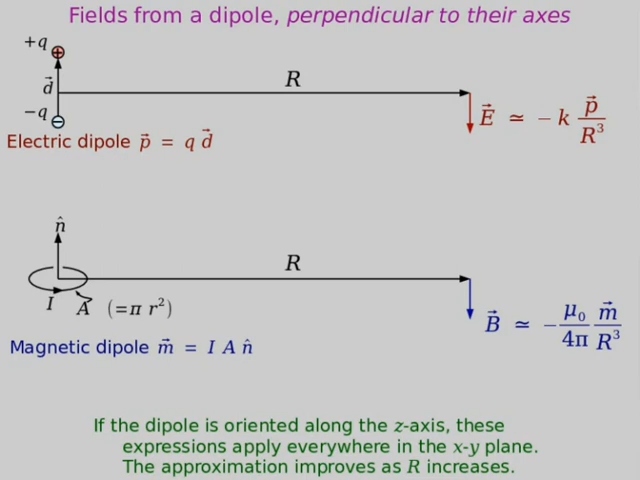 Fields from a dipole, perpendicular to their axes
+q
+
d⃗
R
−q
−
E⃗ ≃ − k p⃗ / R³
Electric dipole p⃗ = q d⃗
n̂
R
I A (=π r²)
B⃗ ≃ − μ₀ / 4π m⃗ / R³
Magnetic dipole m⃗ = I A n̂
If the dipole is oriented along the z-axis, these
expressions apply everywhere in the x-y plane.
The approximation improves as R increases.